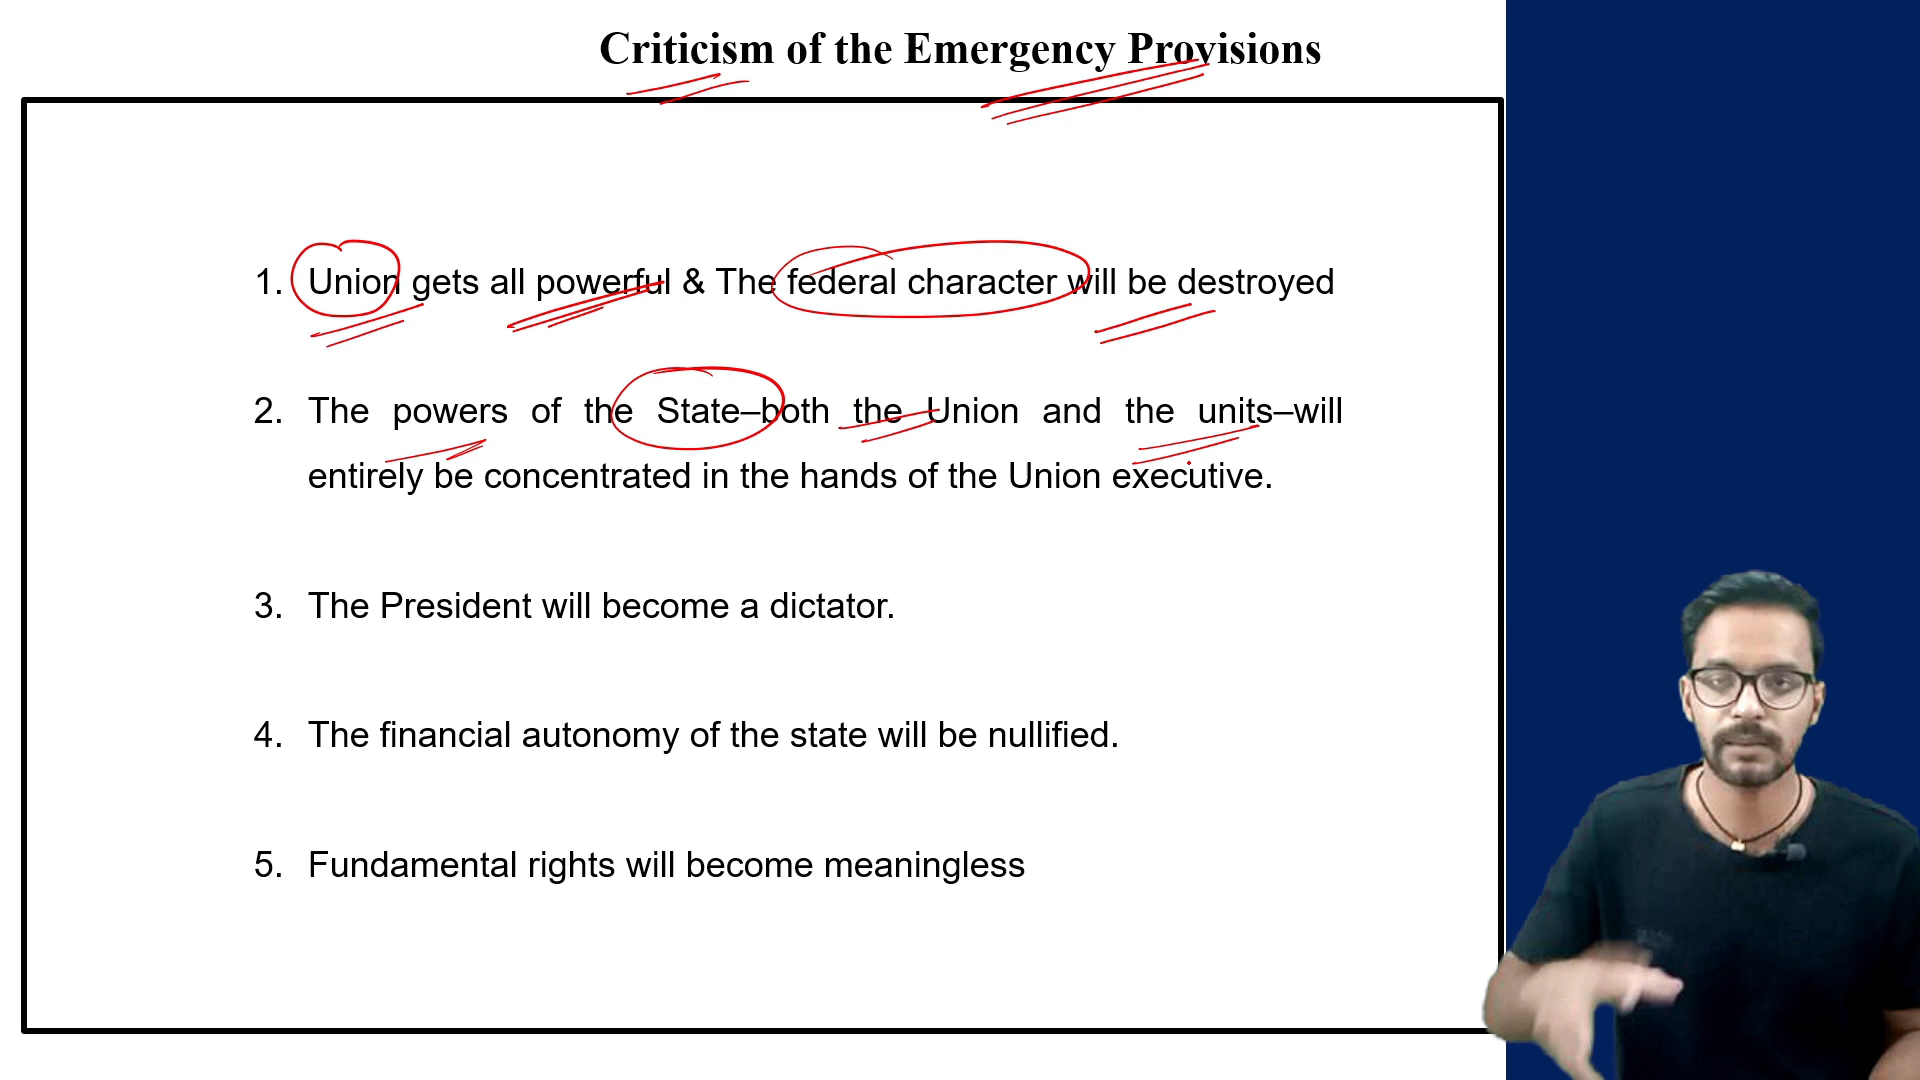 Criticism of the Emergency Provisions
1. Union gets all powerful & The federal character will be destroyed
2. The powers of the State–both the Union and the units–will
entirely be concentrated in the hands of the Union executive.
3. The President will become a dictator.
4. The financial autonomy of the state will be nullified.
5. Fundamental rights will become meaningless